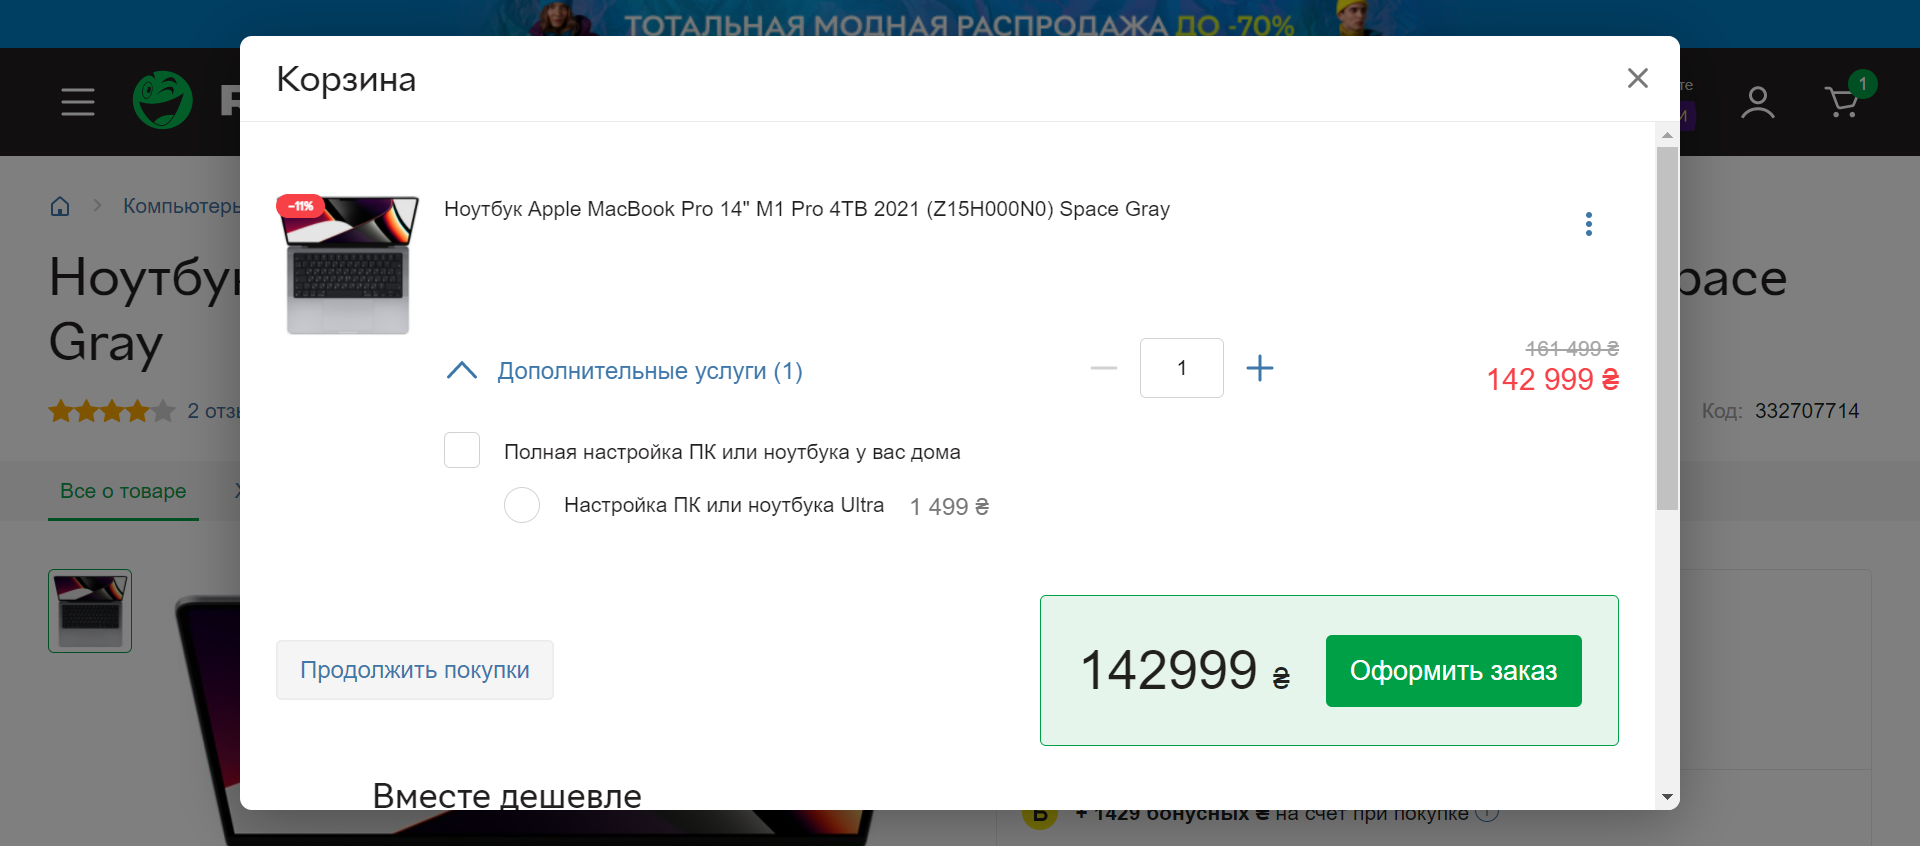 ТОТАЛЬНАЯ МОДНАЯ РАСПРОДАЖА ДО -70%
Корзина
1
R
те
И
-11%
Ноутбук Apple MacBook Pro 14" M1 Pro 4TB 2021 (Z15H000N0) Space Gray
Компьютеры
Ноутбук
Space
Gray
161 499 ₴
Дополнительные услуги (1)
1
142 999 ₴
2 отзы
Код: 332707714
Полная настройка ПК или ноутбука у вас дома
Все о товаре
Х
Настройка ПК или ноутбука Ultra 1 499 ₴
Продолжить покупки
142999 ₴
Оформить заказ
Вместе дешевле
+ 1429 бонусных ₴ на счет при покупке